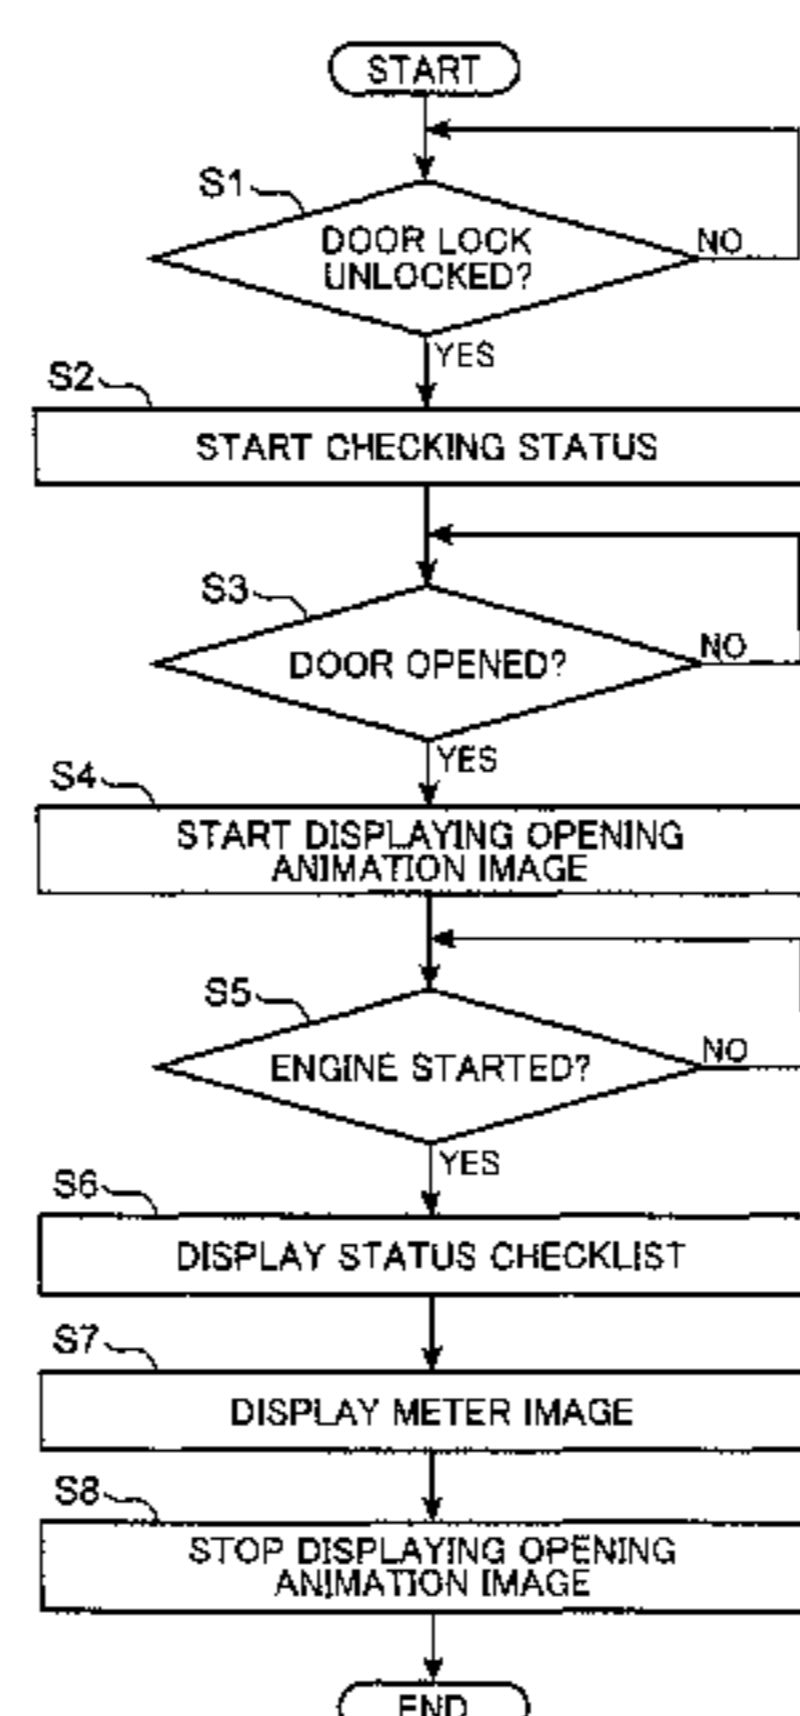 START
S1
DOOR LOCK
UNLOCKED?
NO
YES
S2
START CHECKING STATUS
S3
DOOR OPENED?
NO
YES
S4
START DISPLAYING OPENING
ANIMATION IMAGE
S5
ENGINE STARTED?
NO
YES
S6
DISPLAY STATUS CHECKLIST
S7
DISPLAY METER IMAGE
S8
STOP DISPLAYING OPENING
ANIMATION IMAGE
END